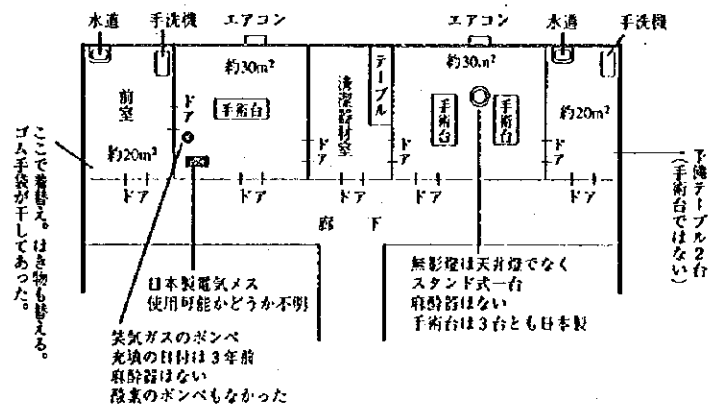 水道
手洗機
エアコン
エアコン
水道
手洗機
前室
約20m²
ドア
約30m²
手術台
清潔器材室
テーブル
ドア
約30m²
手術台
手術台
ドア
約20m²
ドア
ドア
ドア
ドア
ドア
廊下
ここで着替え。はき物も替える。
ゴム手袋が干してあった。
日本製電気メス
使用可能かどうか不明
笑気ガスのボンベ
充填の日付は3年前
麻酔器はない
酸素のボンベもなかった
無影燈は天井燈でなく
スタンド式一台
麻酔器はない
手術台は3台とも日本製
テーブル2台
(手術台ではない)